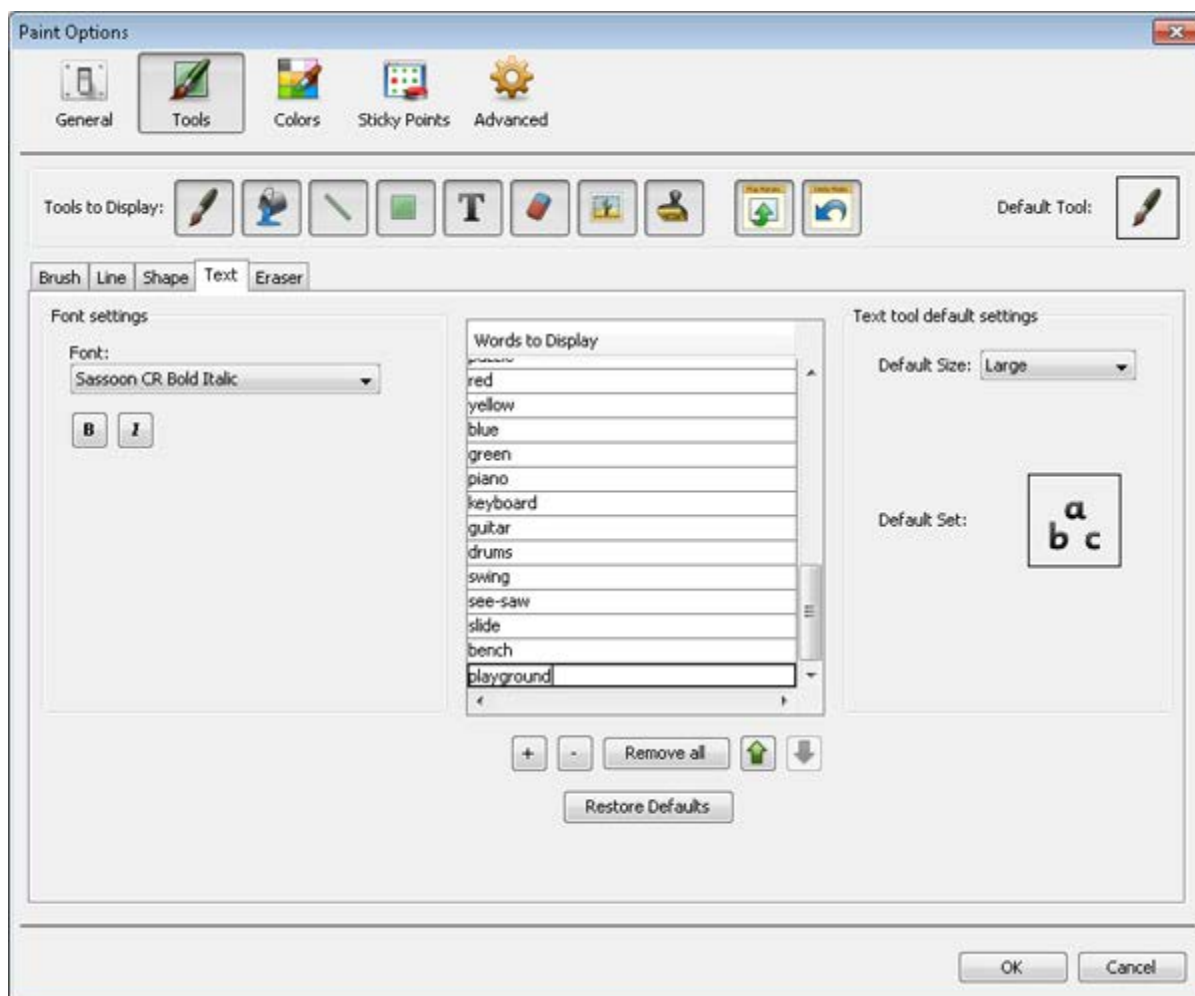 Paint Options
General Tools Colors Sticky Points Advanced
Tools to Display: T Default Tool:
Brush Line Shape Text Eraser
Font settings
Font:
Sassoon CR Bold Italic
B I
Words to Display
red
yellow
blue
green
piano
keyboard
guitar
drums
swing
see-saw
slide
bench
playground
+ - Remove all
Restore Defaults
Text tool default settings
Default Size: Large
Default Set: a b c
OK Cancel